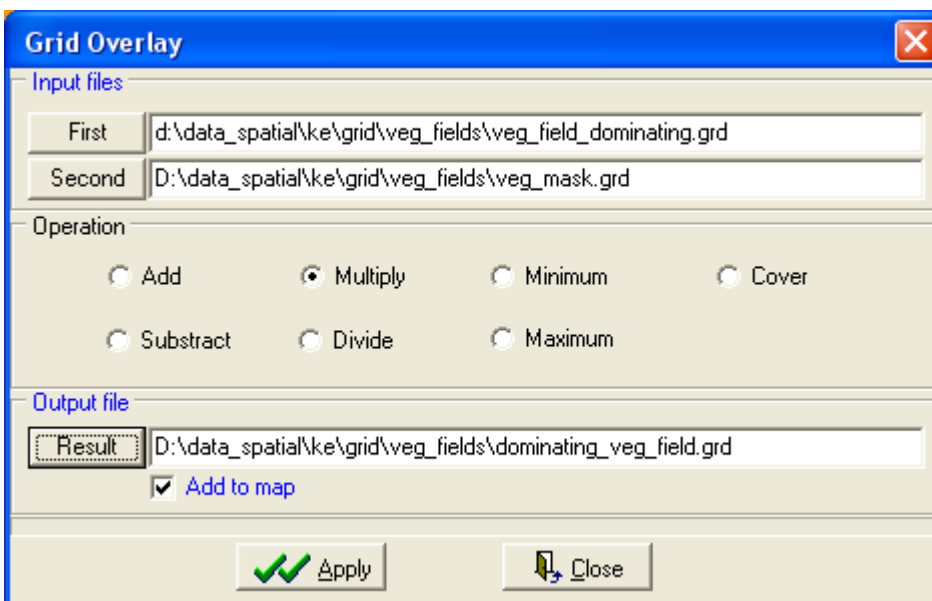 Grid Overlay
Input files
First d:\data_spatial\ke\grid\veg_fields\veg_field_dominating.grd
Second D:\data_spatial\ke\grid\veg_fields\veg_mask.grd
Operation
Add Multiply Minimum Cover
Substract Divide Maximum
Output file
Result D:\data_spatial\ke\grid\veg_fields\dominating_veg_field.grd
Add to map
Apply Close